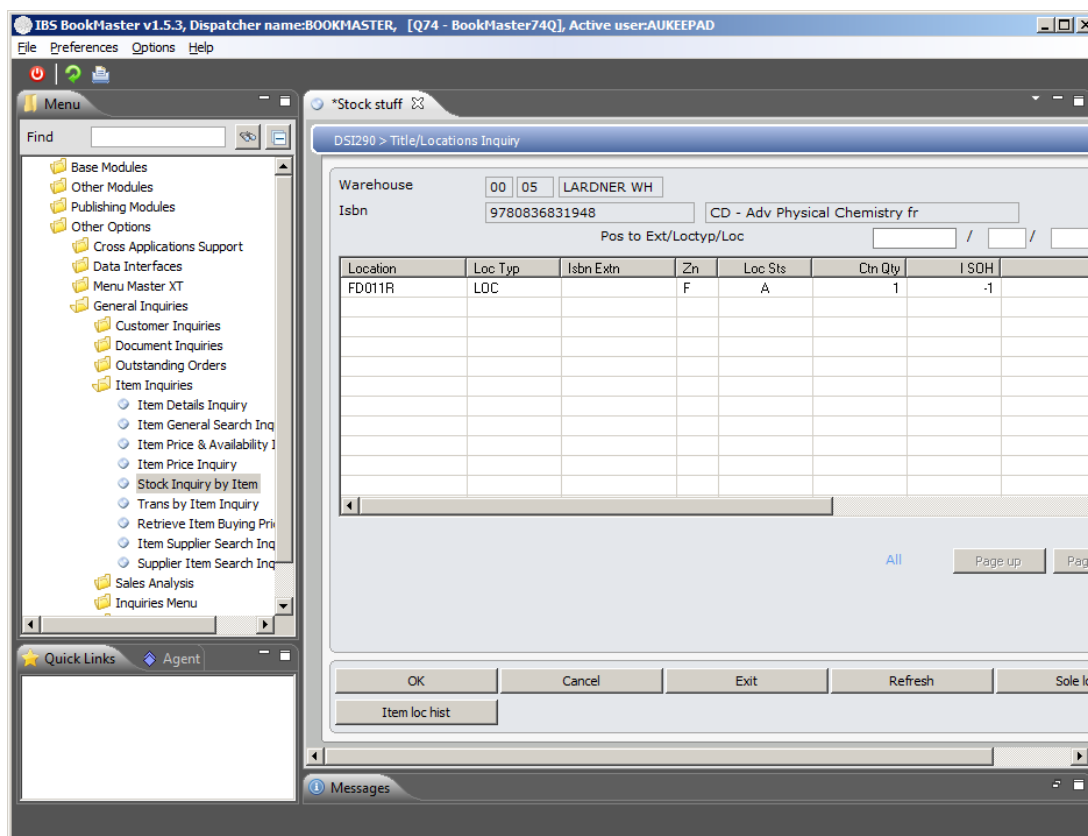 IBS BookMaster v1.5.3, Dispatcher name:BOOKMASTER, [Q74 - BookMaster74Q], Active user:AUKEEPAD
File Preferences Options Help
Menu
Find
Base Modules
Other Modules
Publishing Modules
Other Options
Cross Applications Support
Data Interfaces
Menu Master XT
General Inquiries
Customer Inquiries
Document Inquiries
Outstanding Orders
Item Inquiries
Item Details Inquiry
Item General Search Inq
Item Price & Availability I
Item Price Inquiry
Stock Inquiry by Item
Trans by Item Inquiry
Retrieve Item Buying Pri
Item Supplier Search Inq
Supplier Item Search Inq
Sales Analysis
Inquiries Menu
Quick Links Agent
*Stock stuff
DSI290 > Title/Locations Inquiry
Warehouse 00 05 LARDNER WH
Isbn 9780836831948 CD - Adv Physical Chemistry fr
Pos to Ext/Loctyp/Loc / /
Location Loc Typ Isbn Extn Zn Loc Sts Ctn Qty I SOH
FD011R LOC F A 1 -1
All Page up Pag
OK Cancel Exit Refresh Sole lo
Item loc hist
Messages